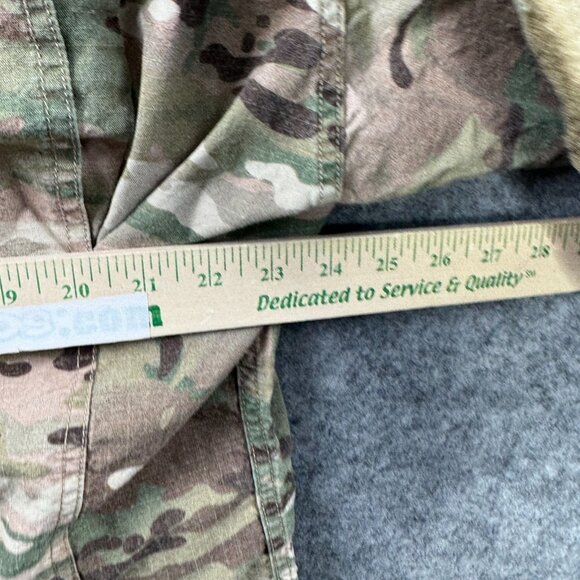 9 20 21 22 23 24 25 26 27 28
Dedicated to Service & Quality℠